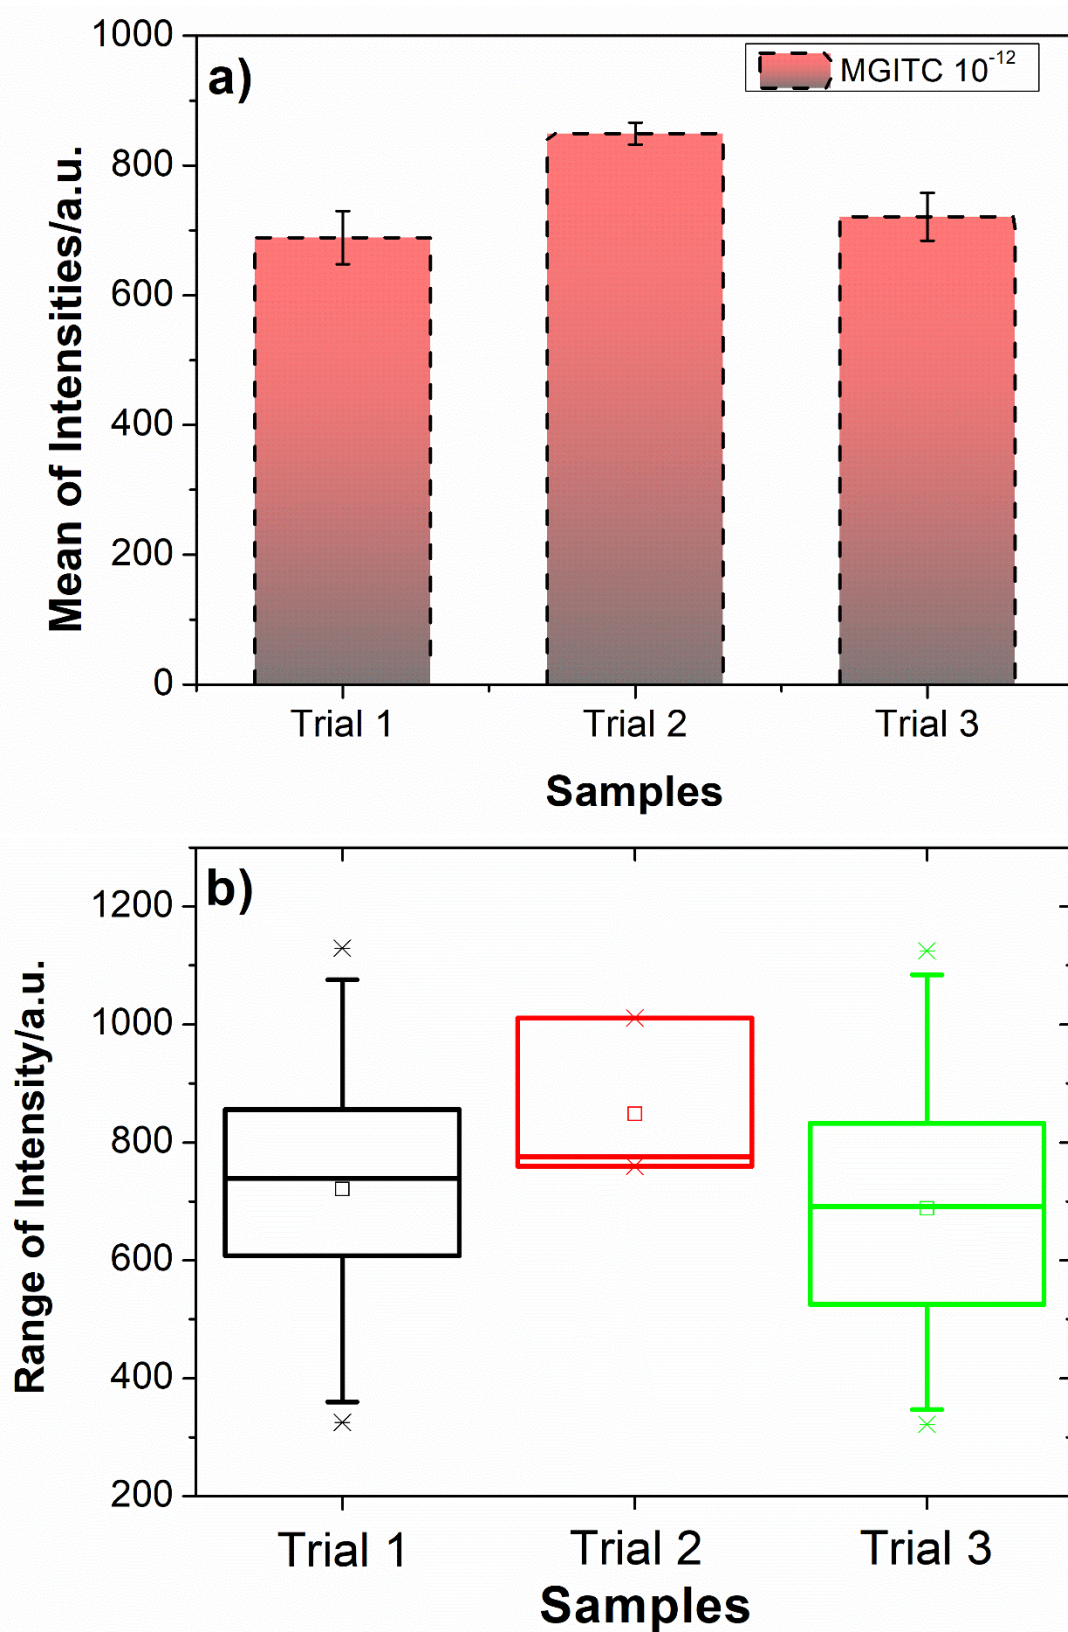 a)
MGITC 10⁻¹²
1000
800
600
400
200
0
Mean of Intensities/a.u.
Trial 1 Trial 2 Trial 3
Samples
b)
1200
1000
800
600
400
200
Range of Intensity/a.u.
Trial 1 Trial 2 Trial 3
Samples